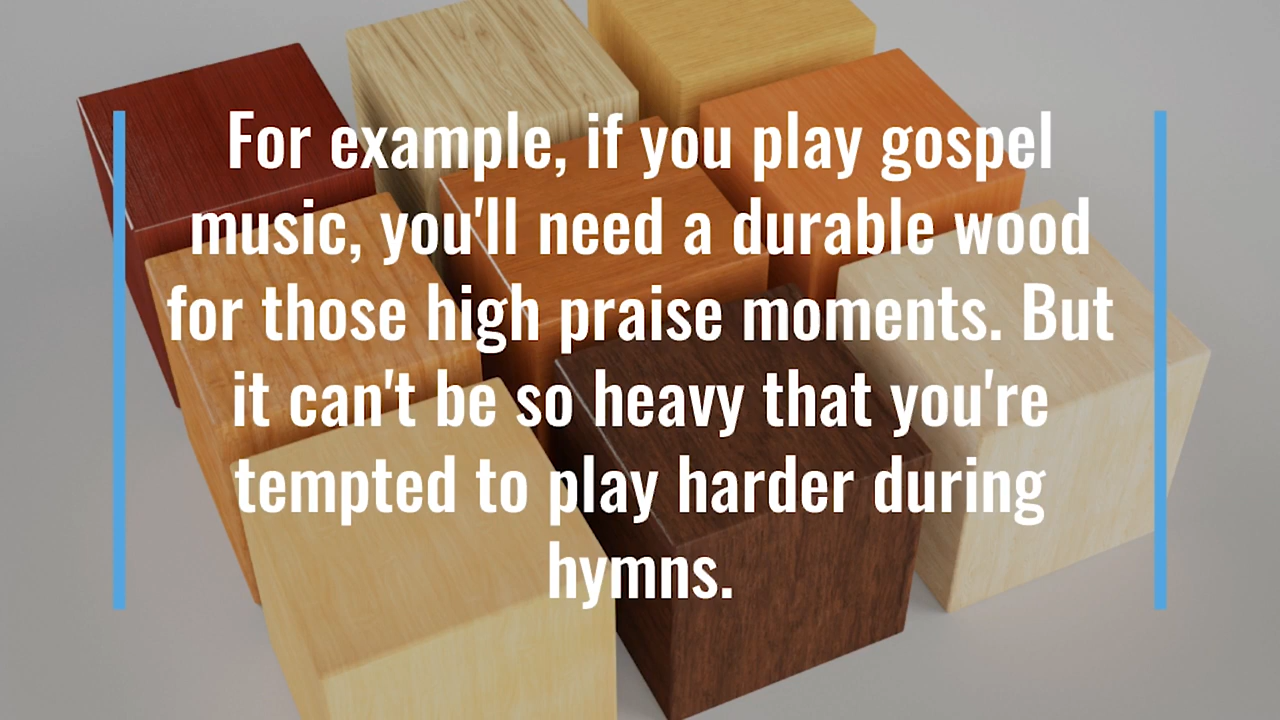 For example, if you play gospel
music, you'll need a durable wood
for those high praise moments. But
it can't be so heavy that you're
tempted to play harder during
hymns.